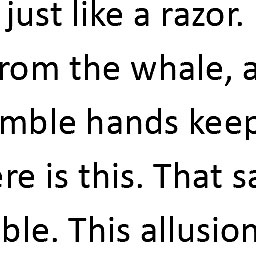 just like a razor.
rom the whale, a
mble hands keep
ere is this. That sa
ble. This allusion